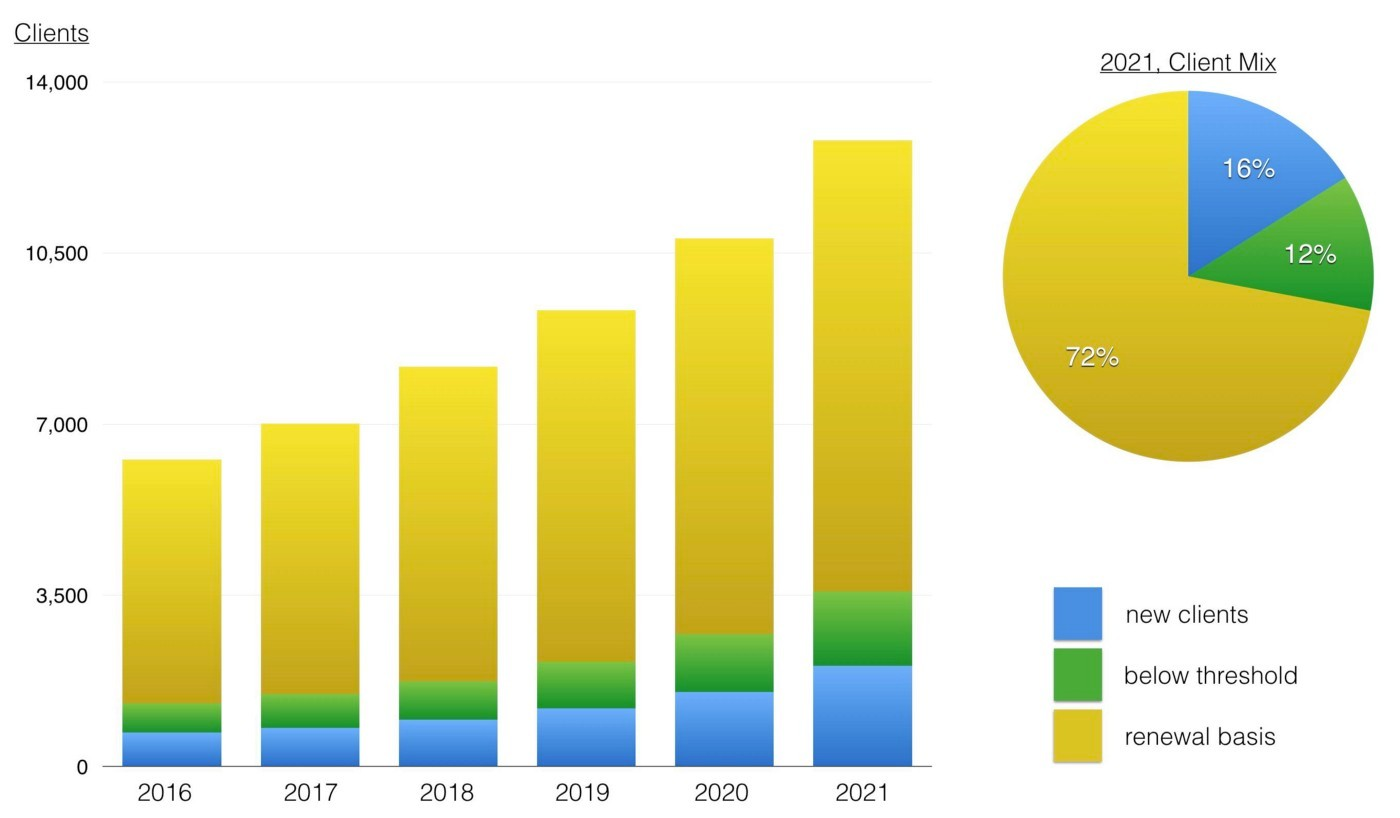 Clients
14,000
10,500
7,000
3,500
0
2016
2017
2018
2019
2020
2021
2021, Client Mix
16%
12%
72%
new clients
below threshold
renewal basis